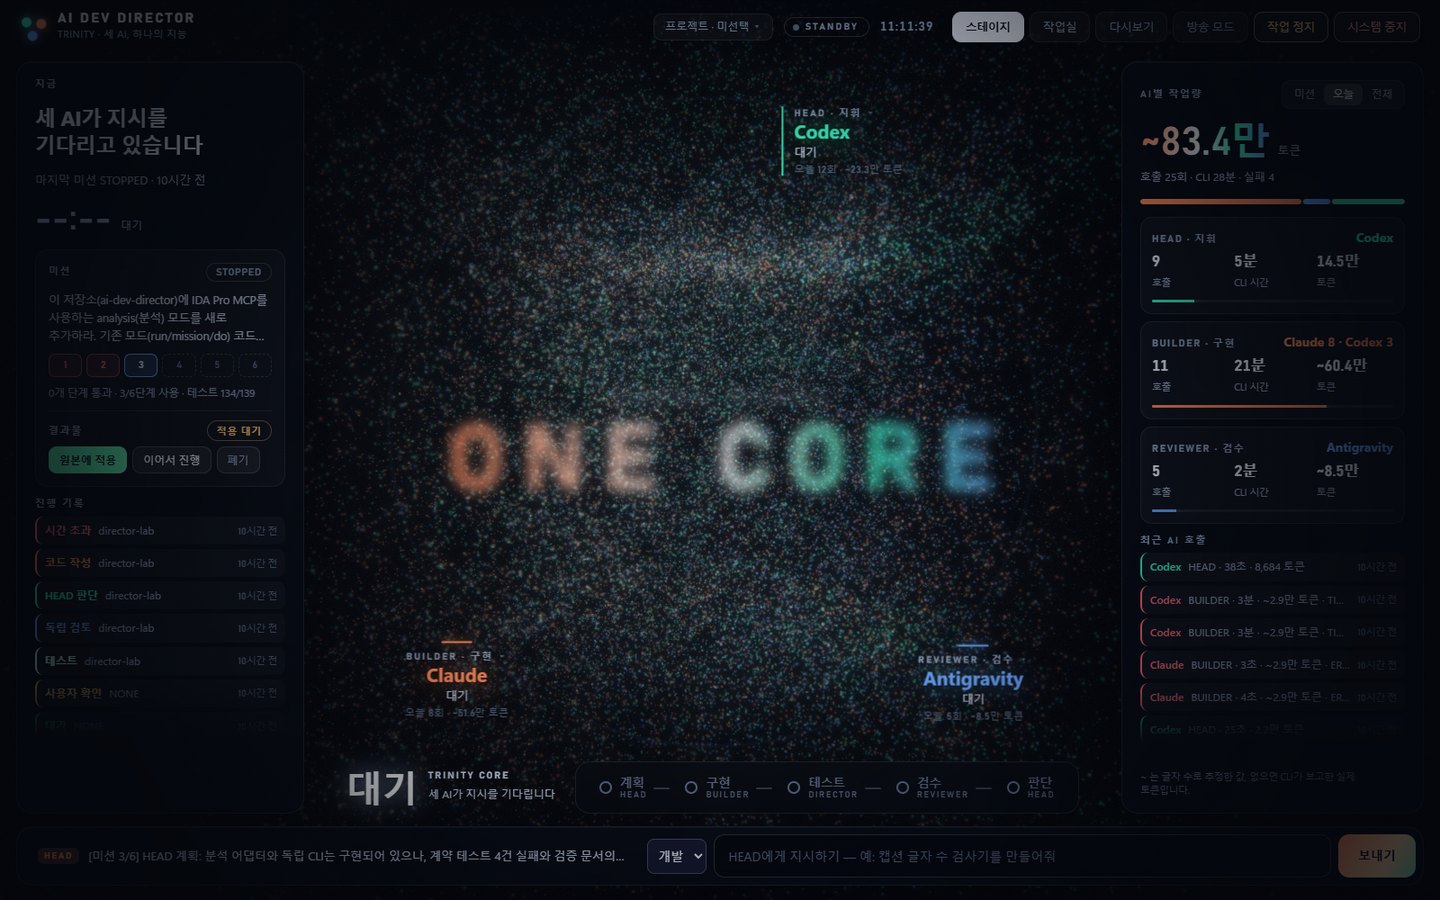 AI DEV DIRECTOR
TRINITY · 세 AI, 하나의 지능
프로젝트 · 미선택
STANDBY
11:11:39
스테이지
작업실
다시보기
방송 모드
작업 정지
시스템 중지
지금
세 AI가 지시를
기다리고 있습니다
마지막 미션 STOPPED · 10시간 전
--:-- 대기
미션 STOPPED
이 저장소(ai-dev-director)에 IDA Pro MCP를
사용하는 analysis(분석) 모드를 새로
추가하라. 기존 모드(run/mission/do) 코드...
1 2 3 4 5 6
0개 단계 통과 · 3/6단계 사용 · 테스트 134/139
결과물 적용 대기
원본에 적용 이어서 진행 폐기
진행 기록
시간 초과 director-lab 10시간 전
코드 작성 director-lab 10시간 전
HEAD 판단 director-lab 10시간 전
독립 검토 director-lab 10시간 전
테스트 director-lab 10시간 전
사용자 확인 NONE 10시간 전
대기 NONE 10시간 전
HEAD · 지휘
Codex
대기
오늘 12회 · ~23.3만 토큰
ONE CORE
BUILDER · 구현
Claude
대기
오늘 8회 · ~51.6만 토큰
REVIEWER · 검수
Antigravity
대기
오늘 5회 · ~8.5만 토큰
대기
TRINITY CORE
세 AI가 지시를 기다립니다
계획 HEAD
구현 BUILDER
테스트 DIRECTOR
검수 REVIEWER
판단 HEAD
AI별 작업량
미션 오늘 전체
~83.4만 토큰
호출 25회 · CLI 28분 · 실패 4
HEAD · 지휘 Codex
9 5분 14.5만
호출 CLI 시간 토큰
BUILDER · 구현 Claude 8 · Codex 3
11 21분 ~60.4만
호출 CLI 시간 토큰
REVIEWER · 검수 Antigravity
5 2분 ~8.5만
호출 CLI 시간 토큰
최근 AI 호출
Codex HEAD · 38초 · 8,684 토큰 10시간 전
Codex BUILDER · 3분 · ~2.9만 토큰 · TI... 10시간 전
Codex BUILDER · 3분 · ~2.9만 토큰 · TI... 10시간 전
Claude BUILDER · 3초 · ~2.9만 토큰 · ER... 10시간 전
Claude BUILDER · 4초 · ~2.9만 토큰 · ER... 10시간 전
Codex HEAD · 25초 · 2.2만 토큰 10시간 전
~ 는 글자 수로 추정한 값, 없으면 CLI가 보고한 실제
토큰입니다.
HEAD [미션 3/6] HEAD 계획: 분석 어댑터와 독립 CLI는 구현되어 있으나, 계약 테스트 4건 실패와 검증 문서의...
개발
HEAD에게 지시하기 — 예: 캡션 글자 수 검사기를 만들어줘
보내기